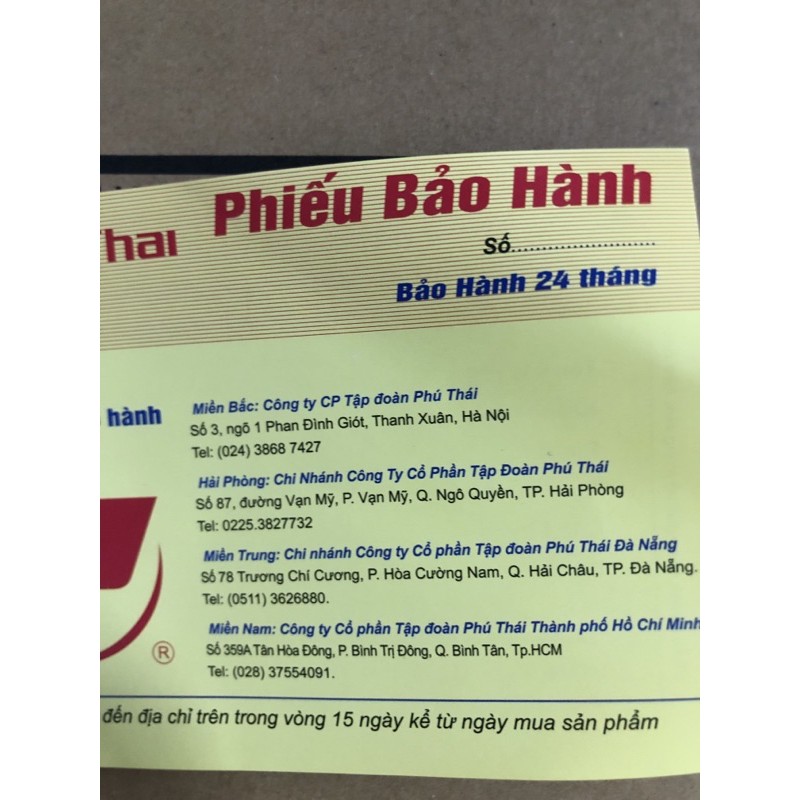 Thai
Phiếu Bảo Hành
Số........................
Bảo Hành 24 tháng
hành
Miền Bắc: Công ty CP Tập đoàn Phú Thái
Số 3, ngõ 1 Phan Đình Giót, Thanh Xuân, Hà Nội
Tel: (024) 3868 7427
Hải Phòng: Chi Nhánh Công Ty Cổ Phần Tập Đoàn Phú Thái
Số 87, đường Vạn Mỹ, P. Vạn Mỹ, Q. Ngô Quyền, TP. Hải Phòng
Tel: 0225.3827732
Miền Trung: Chi nhánh Công ty Cổ phần Tập đoàn Phú Thái Đà Nẵng
Số 78 Trương Chí Cương, P. Hòa Cường Nam, Q. Hải Châu, TP. Đà Nẵng.
Tel: (0511) 3626880.
Miền Nam: Công ty Cổ phần Tập đoàn Phú Thái Thành phố Hồ Chí Minh
Số 359A Tân Hòa Đông, P. Bình Trị Đông, Q. Bình Tân, Tp.HCM
Tel: (028) 37554091.
®
đến địa chỉ trên trong vòng 15 ngày kể từ ngày mua sản phẩm